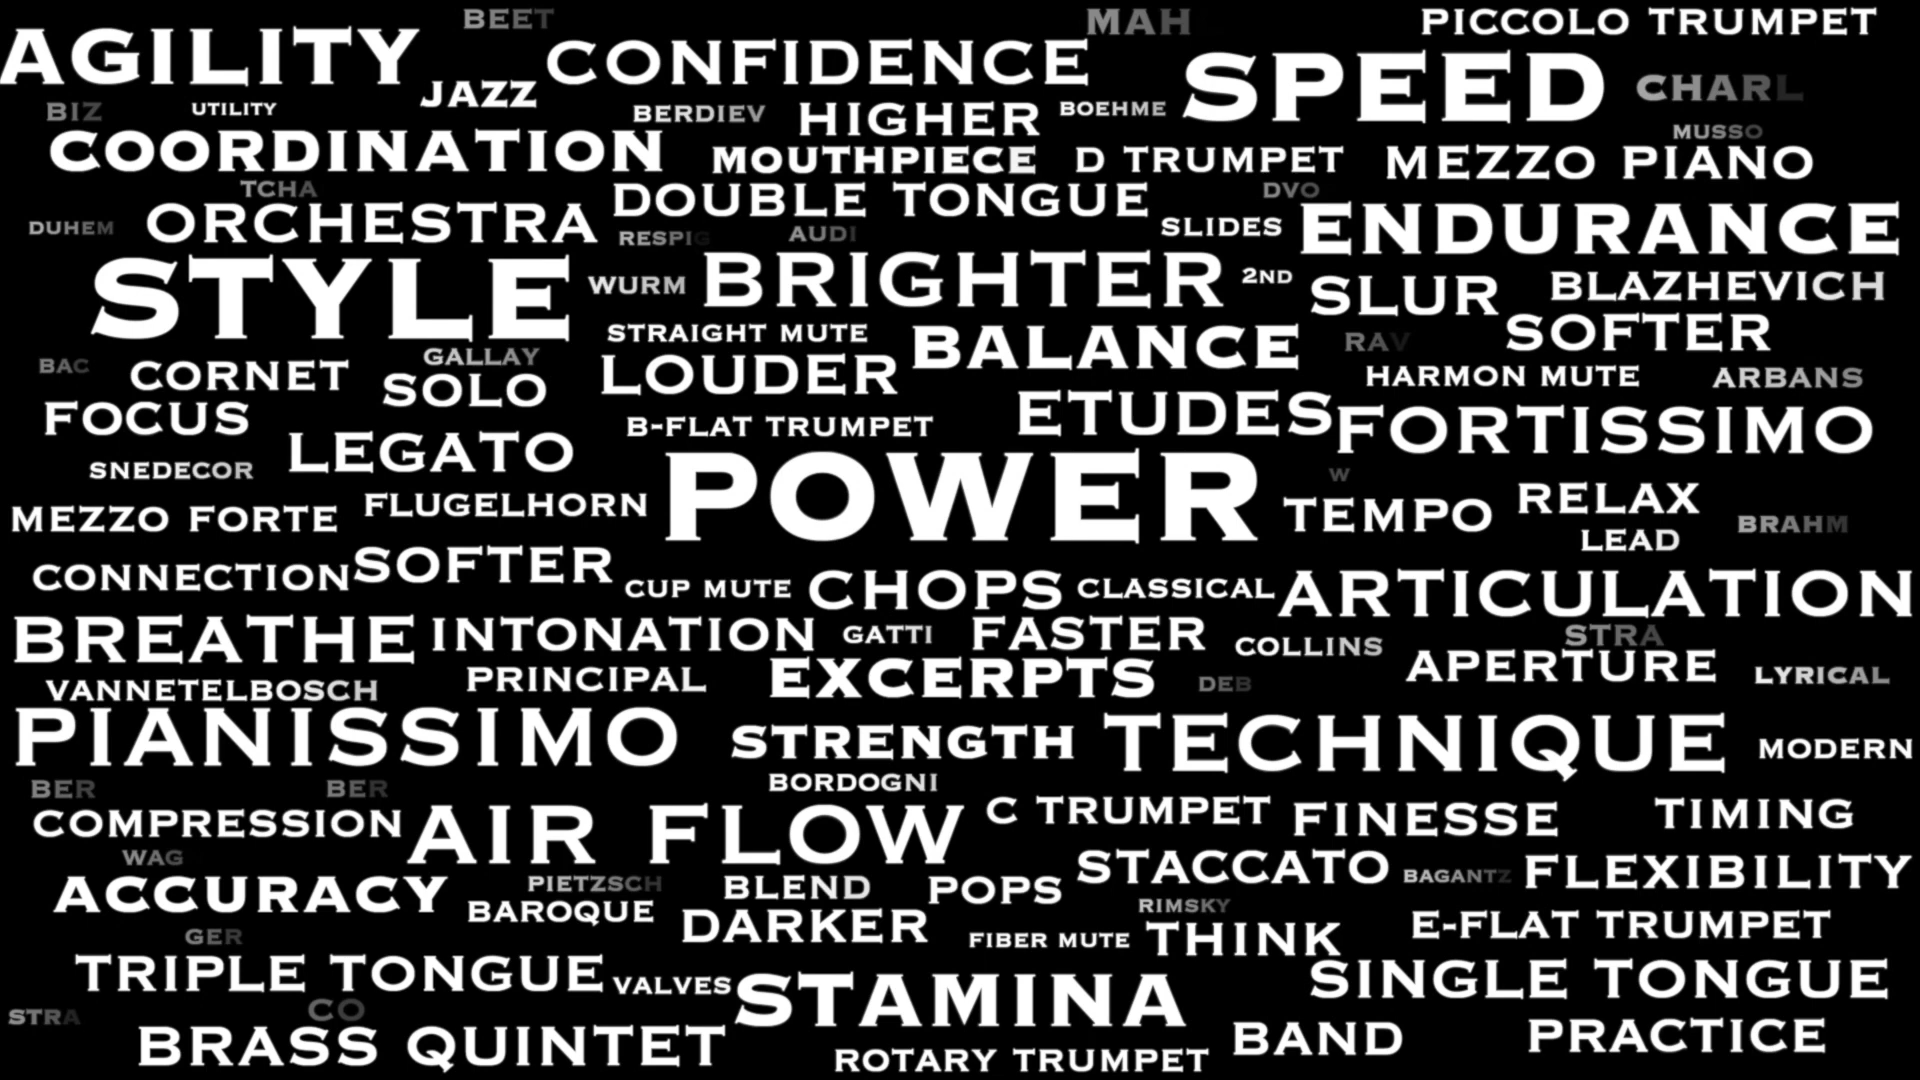 BEET
MAH
PICCOLO TRUMPET
AGILITY
CONFIDENCE
SPEED
JAZZ
CHARL
BIZ
UTILITY
BERDIEV
HIGHER
BOEHME
MUSSO
COORDINATION
MOUTHPIECE
D TRUMPET
MEZZO PIANO
TCHA
DOUBLE TONGUE
DVO
DUHEM
ORCHESTRA
RESPIG
AUDI
SLIDES
ENDURANCE
STYLE
WURM
BRIGHTER
2ND
SLUR
BLAZHEVICH
STRAIGHT MUTE
BALANCE
RAV
SOFTER
BAC
CORNET
GALLAY
SOLO
LOUDER
HARMON MUTE
ARBANS
FOCUS
B-FLAT TRUMPET
ETUDES
FORTISSIMO
LEGATO
SNEDECOR
POWER
W
MEZZO FORTE
FLUGELHORN
TEMPO
RELAX
BRAHM
LEAD
CONNECTION
SOFTER
CUP MUTE
CHOPS
CLASSICAL
ARTICULATION
BREATHE
INTONATION
GATTI
FASTER
COLLINS
STRA
VANNETELBOSCH
PRINCIPAL
EXCERPTS
DEB
APERTURE
LYRICAL
PIANISSIMO
STRENGTH
TECHNIQUE
MODERN
BER
BER
BORDOGNI
COMPRESSION
AIR FLOW
C TRUMPET
FINESSE
TIMING
WAG
STACCATO
BAGANTZ
FLEXIBILITY
ACCURACY
PIETZSCH
BLEND
POPS
BAROQUE
RIMSKY
GER
DARKER
FIBER MUTE
THINK
E-FLAT TRUMPET
TRIPLE TONGUE
VALVES
STAMINA
SINGLE TONGUE
STRA
CO
BRASS QUINTET
ROTARY TRUMPET
BAND
PRACTICE